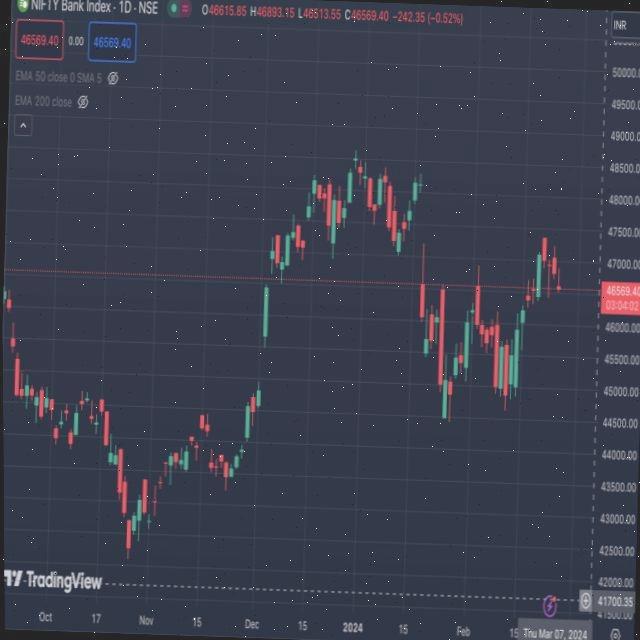 NIFTY Bank Index · 1D · NSE O46615.85 H46893.15 L46513.55 C46569.40 −242.35 (−0.52%)
INR
46569.40 0.00 46569.40
EMA 50 close 0 SMA 5
EMA 200 close
50000.00
49500.00
49000.00
48500.00
48000.00
47500.00
47000.00
46569.40
03:04:02
46000.00
45500.00
45000.00
44500.00
44000.00
43500.00
43000.00
42500.00
42000.00
41700.35
TradingView
Oct 17 Nov 15 Dec 15 2024 15 Feb
Thu Mar 07, 2024